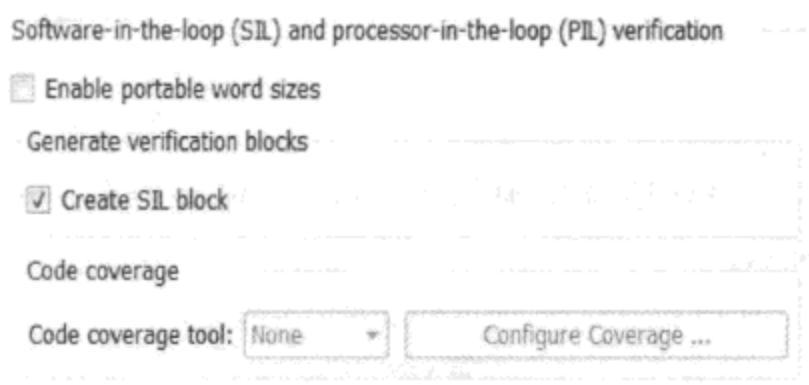 Software-in-the-loop (SIL) and processor-in-the-loop (PIL) verification
Enable portable word sizes
Generate verification blocks
Create SIL block
Code coverage
Code coverage tool: None Configure Coverage ...